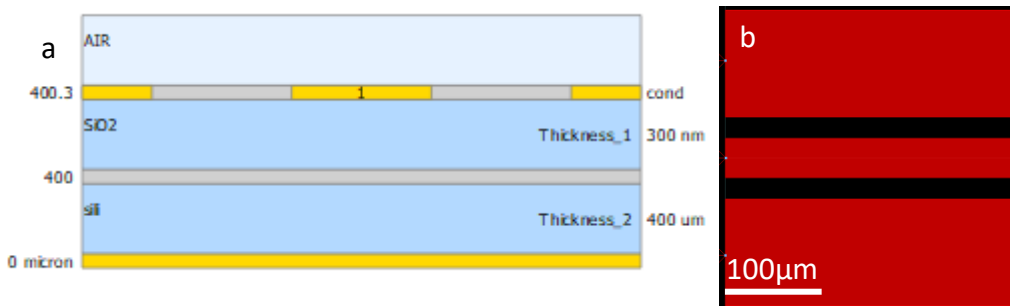 a
AIR
400.3
1
cond
SiO2
Thickness_1
300 nm
400
sili
Thickness_2
400 um
0 micron
b
100μm